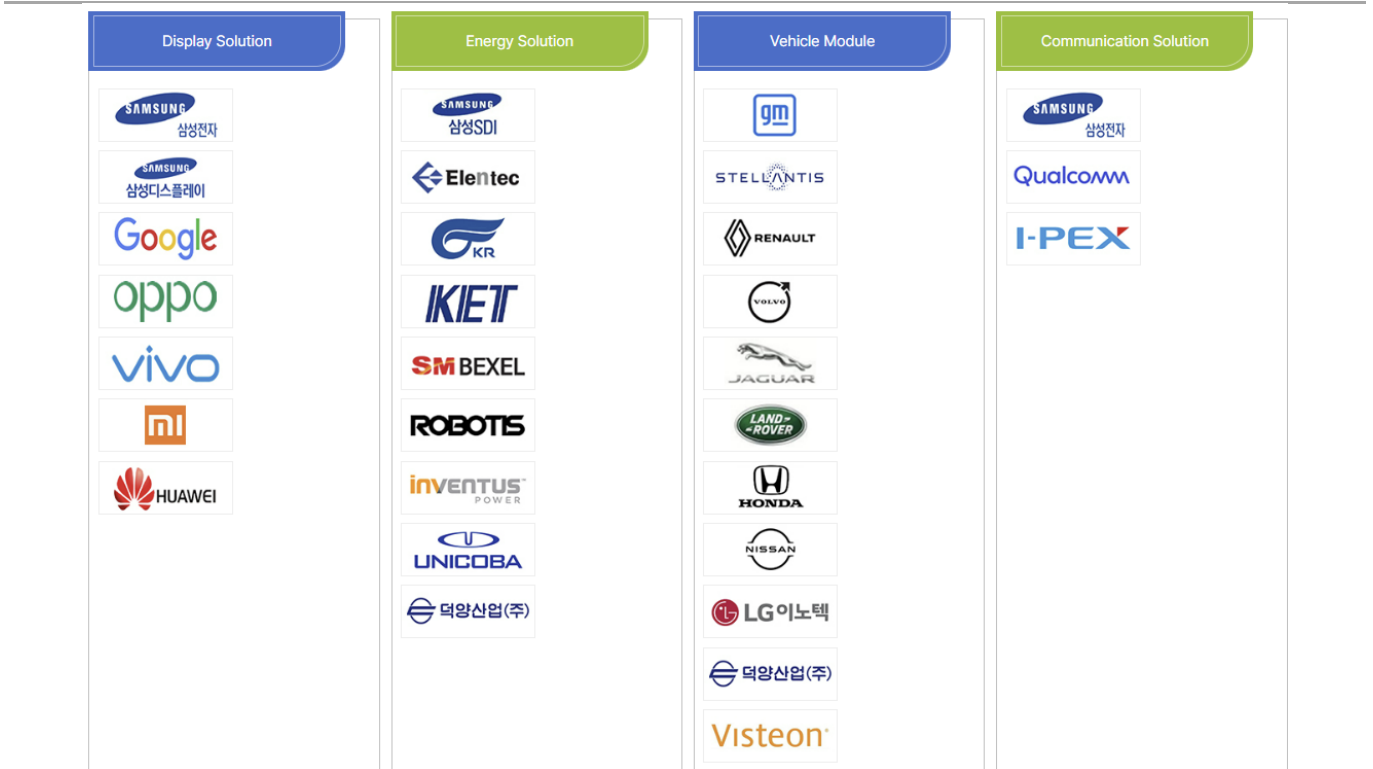 Display Solution
SAMSUNG
삼성전자
SAMSUNG
삼성디스플레이
Google
oppo
vivo
mi
HUAWEI
Energy Solution
SAMSUNG
삼성SDI
Elentec
KR
KET
SM BEXEL
ROBOTIS
inventus™
POWER
UNICOBA
덕양산업(주)
Vehicle Module
gm
STELLANTIS
RENAULT
VOLVO
JAGUAR
LAND-
-ROVER
HONDA
NISSAN
LG이노텍
덕양산업(주)
Visteon®
Communication Solution
SAMSUNG
삼성전자
Qualcomm
I-PEX